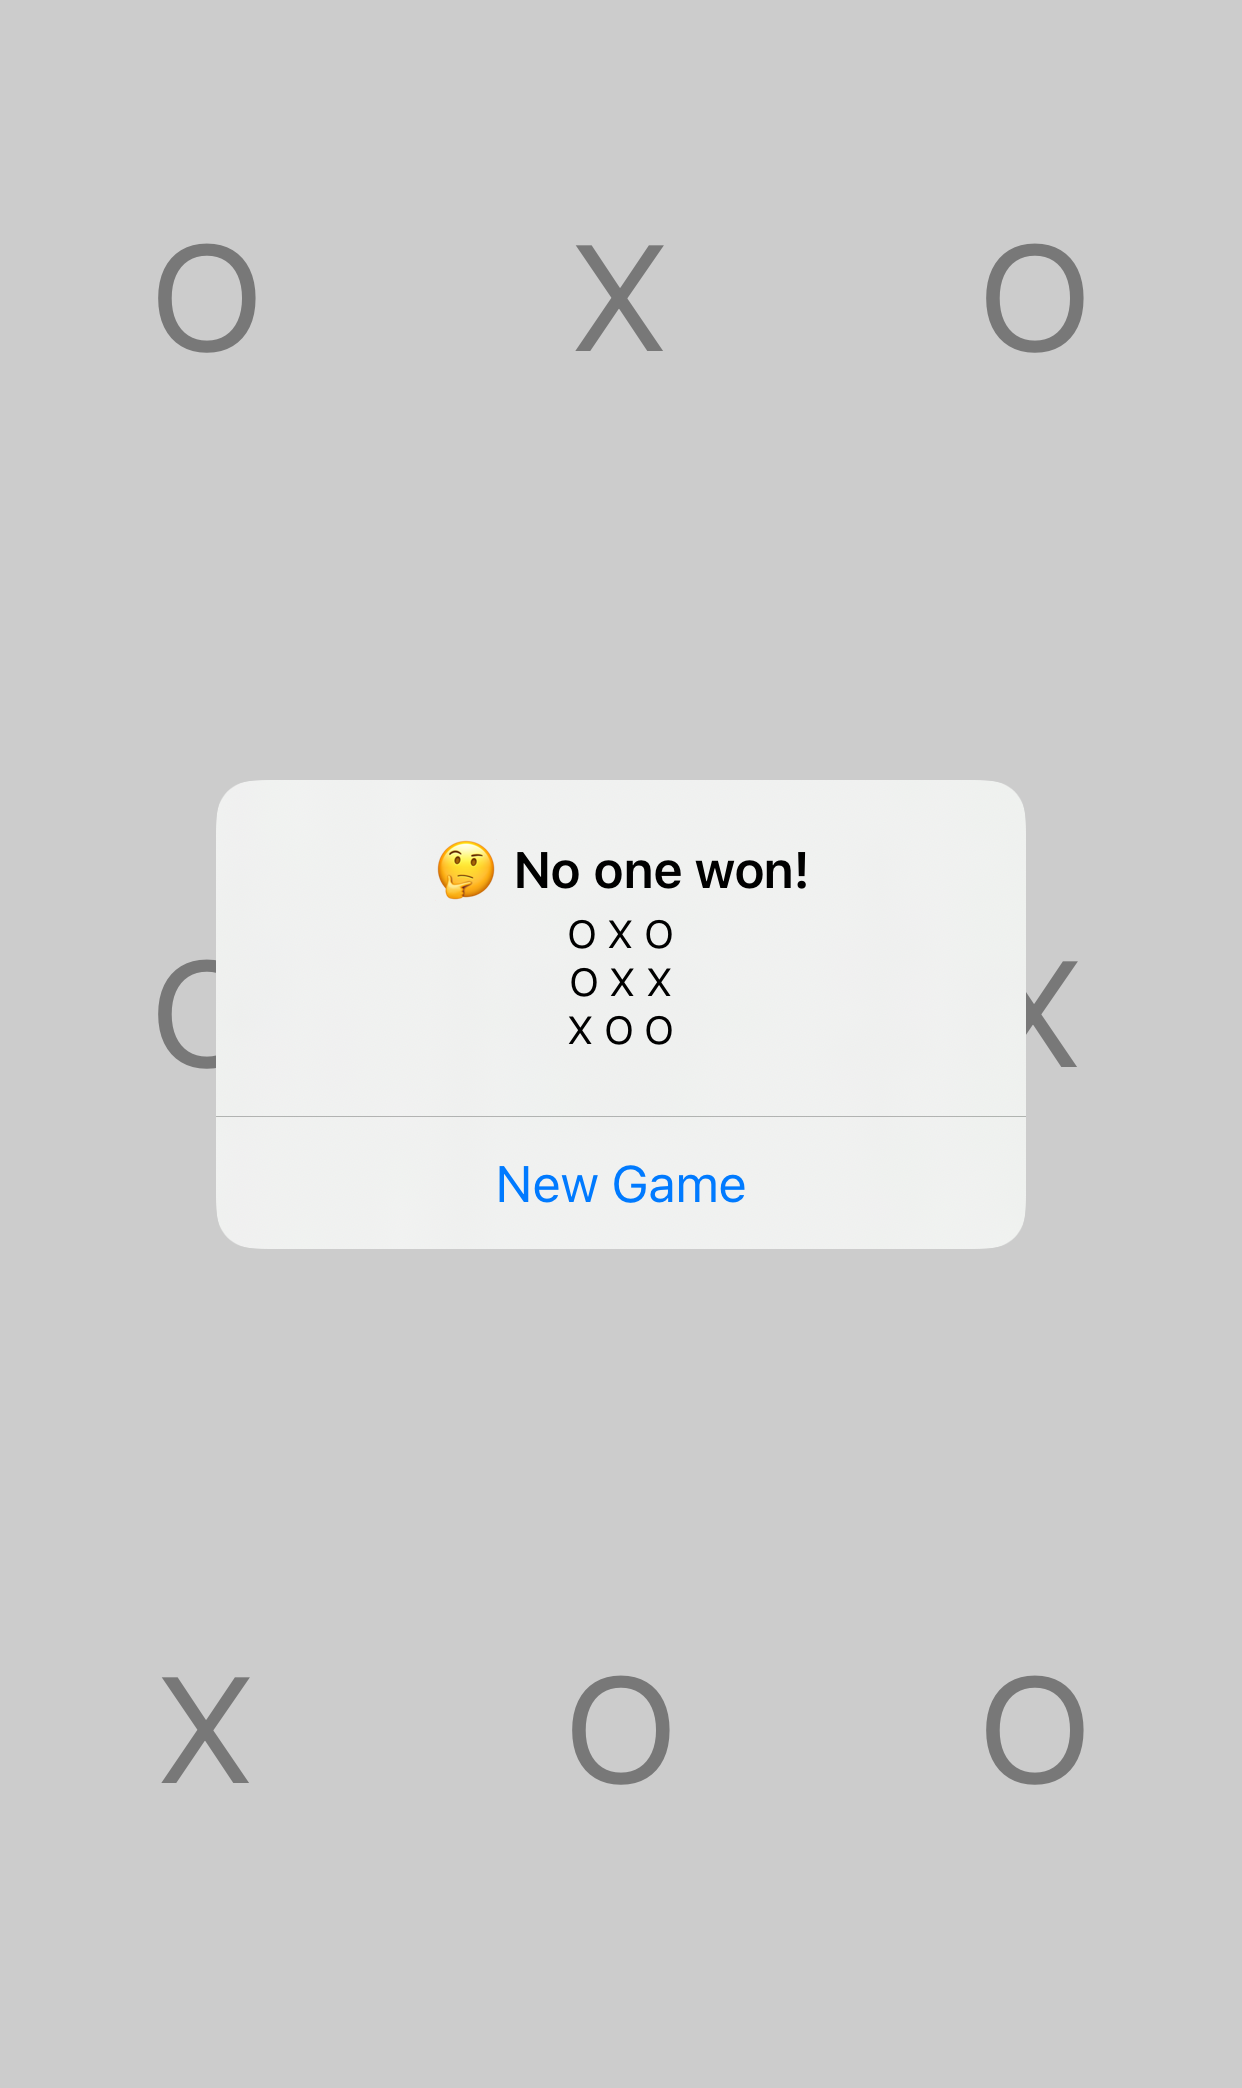 O X O
🤔 No one won!
O X O
O X X
X O O
O X
New Game
X O O